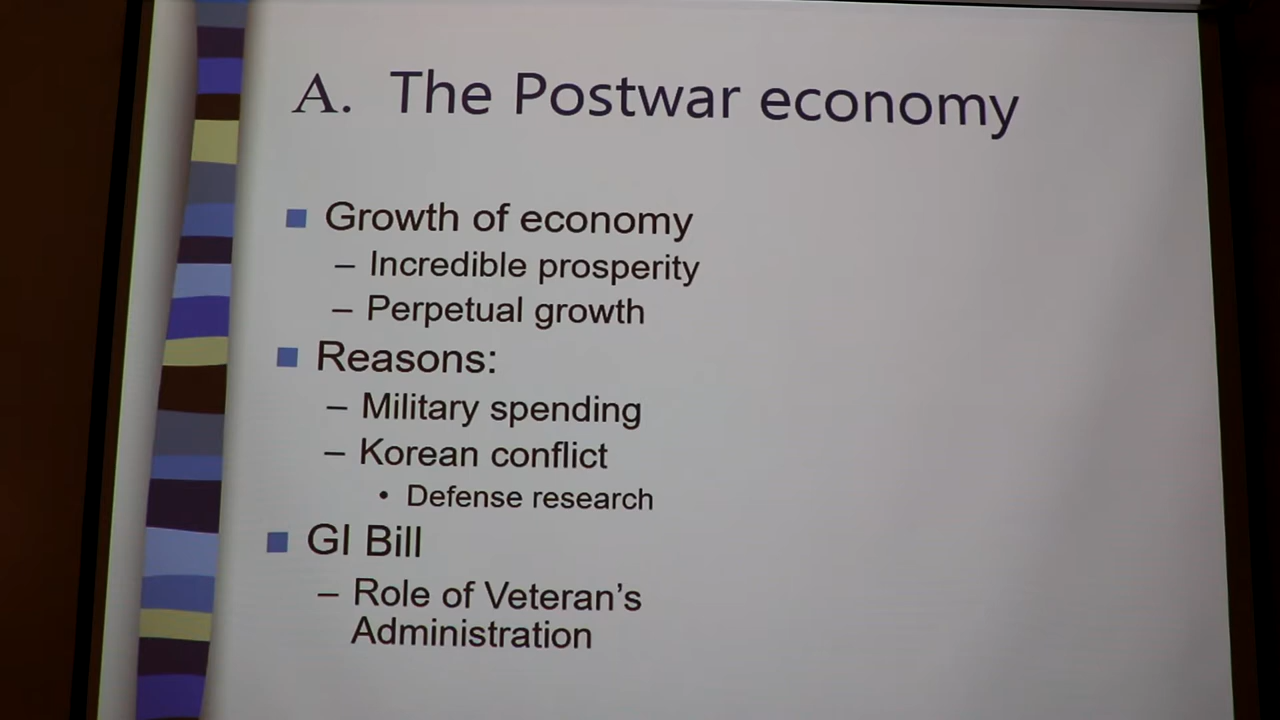 A. The Postwar economy
Growth of economy
– Incredible prosperity
– Perpetual growth
Reasons:
– Military spending
– Korean conflict
• Defense research
GI Bill
– Role of Veteran’s
Administration